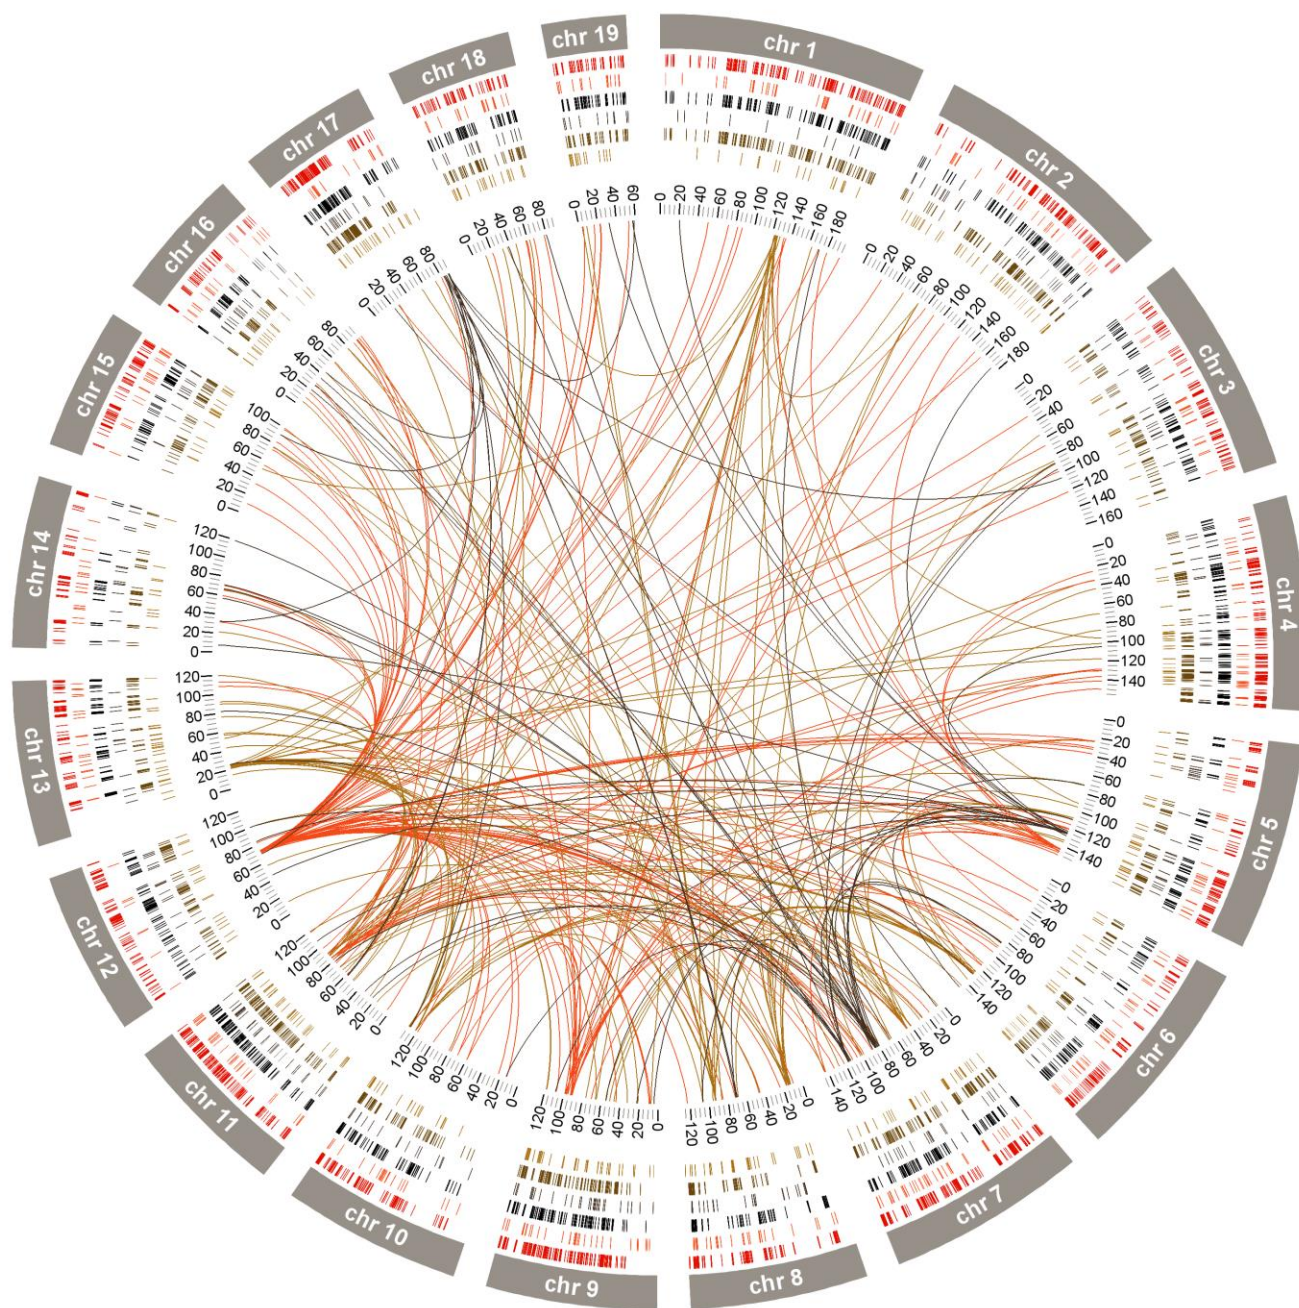 chr 1
0 20 40 60 80 100 120 140 160 180
chr 2
0 20 40 60 80 100 120 140 160 180
chr 3
0 20 40 60 80 100 120 140 160
chr 4
0 20 40 60 80 100 120 140
chr 5
0 20 40 60 80 100 120 140
chr 6
0 20 40 60 80 100 120 140
chr 7
0 20 40 60 80 100 120 140
chr 8
0 20 40 60 80 100 120
chr 9
0 20 40 60 80 100 120
chr 10
0 20 40 60 80 100 120
chr 11
0 20 40 60 80 100 120
chr 12
0 20 40 60 80 100 120
chr 13
0 20 40 60 80 100 120
chr 14
0 20 40 60 80 100 120
chr 15
0 20 40 60 80 100
chr 16
0 20 40 60 80
chr 17
0 20 40 60 80
chr 18
0 20 40 60 80
chr 19
0 20 40 60